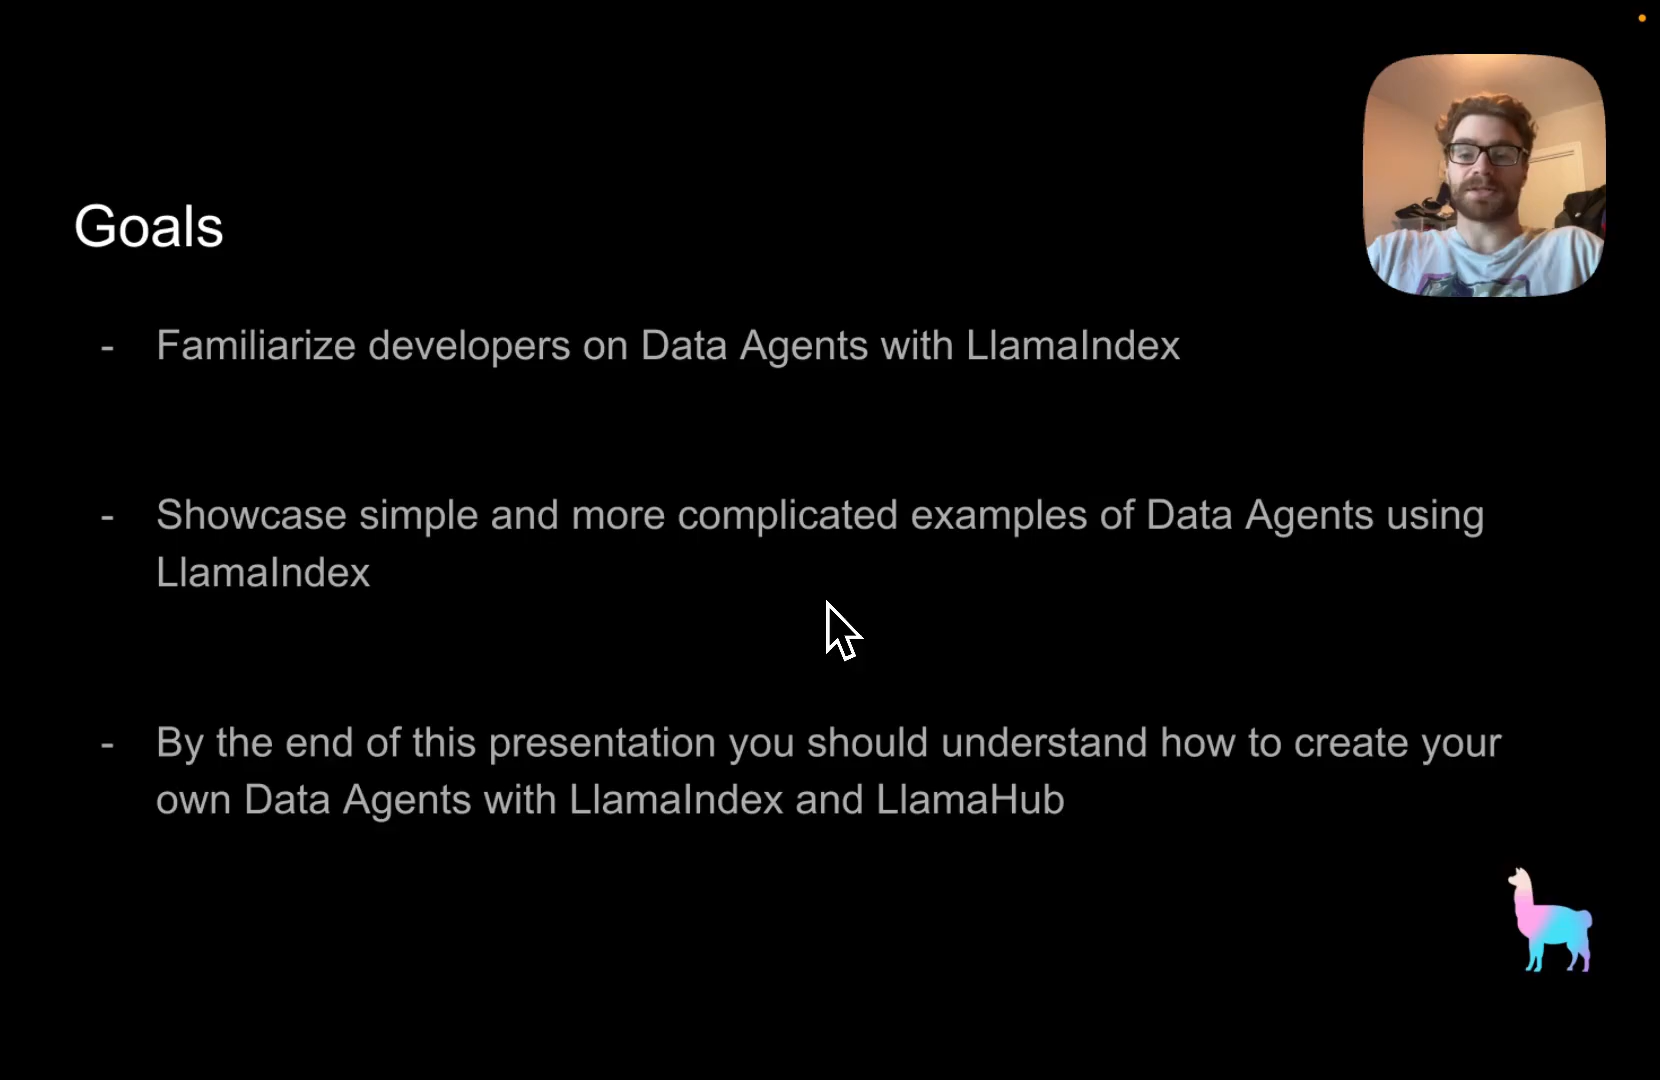 Goals
- Familiarize developers on Data Agents with LlamaIndex
- Showcase simple and more complicated examples of Data Agents using
LlamaIndex
- By the end of this presentation you should understand how to create your
own Data Agents with LlamaIndex and LlamaHub